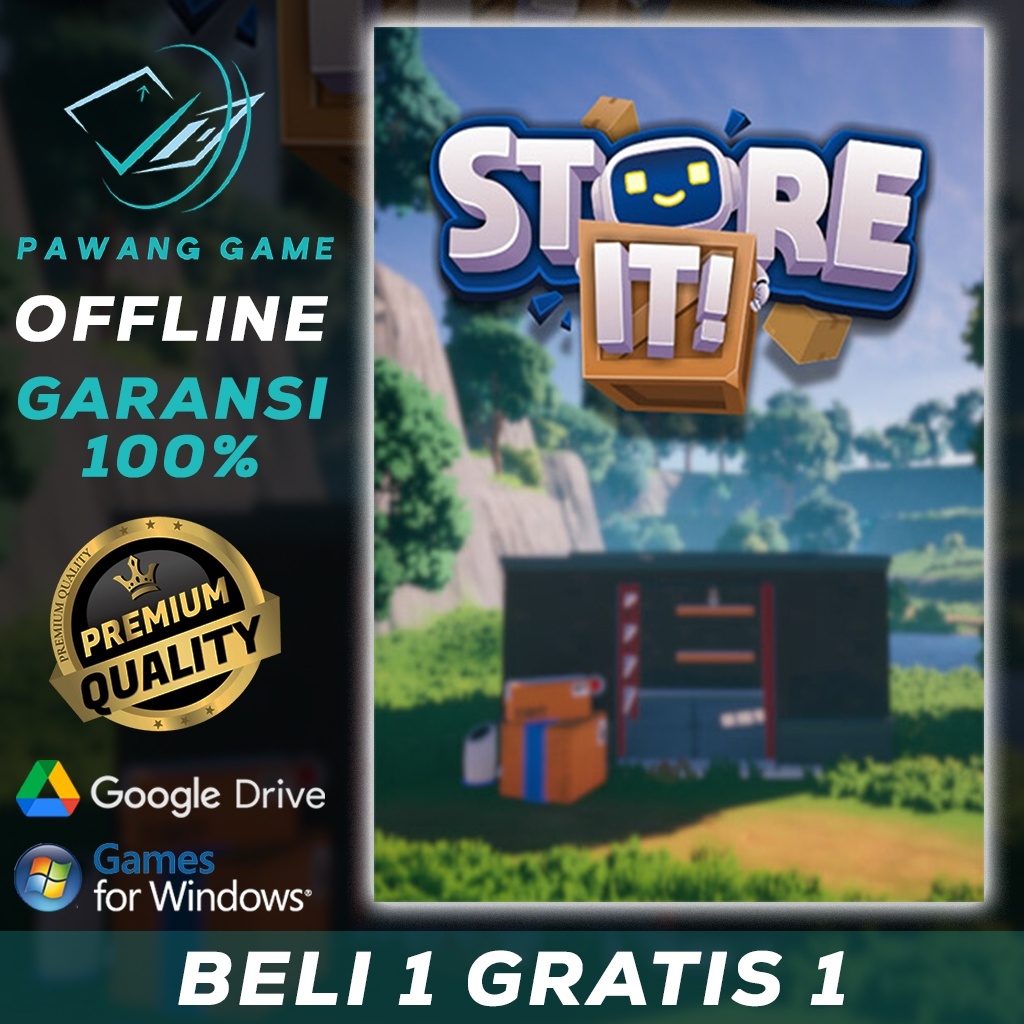 PAWANG GAME
OFFLINE
GARANSI
100%
PREMIUM QUALITY
PREMIUM
QUALITY
Google Drive
Games
for Windows®
STORE
IT!
BELI 1 GRATIS 1